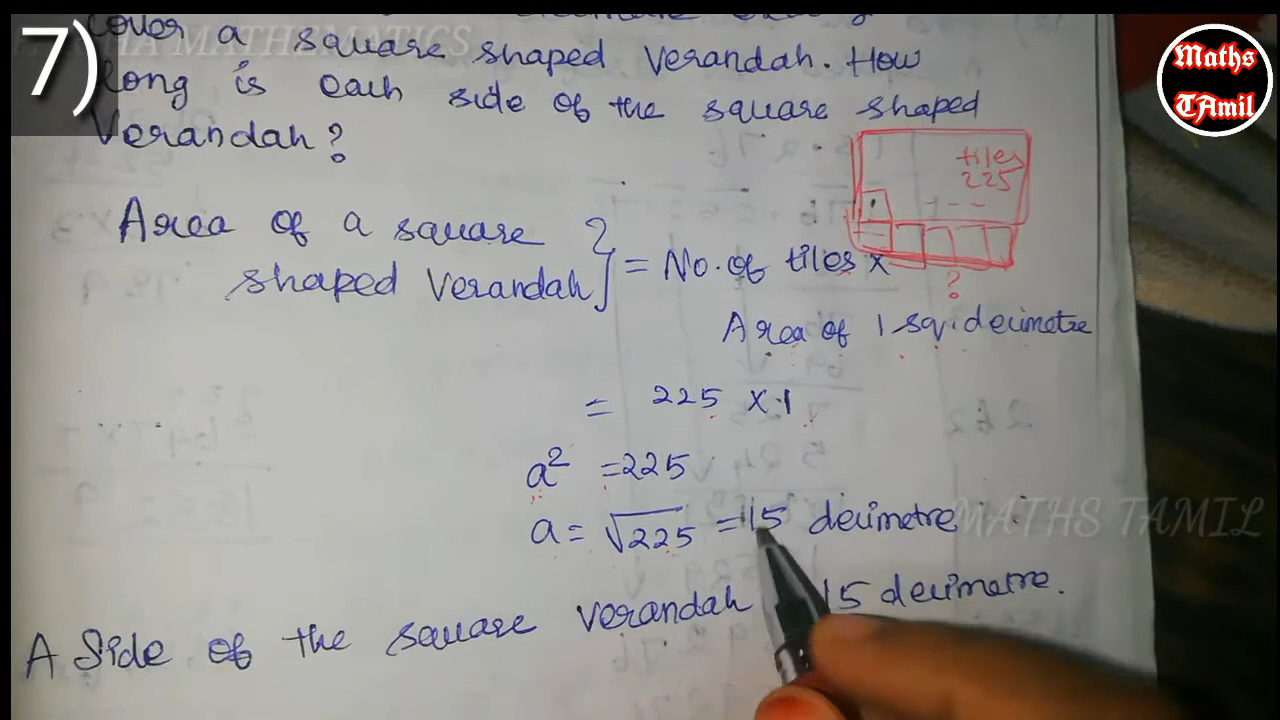 7)
cover a square shaped Verandah. How
long is each side of the square shaped
Verandah?
Maths
TAmil
tiles
225
Area of a square
shaped Verandah } = No. of tiles x
?
Area of 1 sq. decimetre
= 225 x 1
a² = 225
a = √225 = 15 decimetre
MATHS TAMIL
A Side of the square Verandah 15 decimetre.